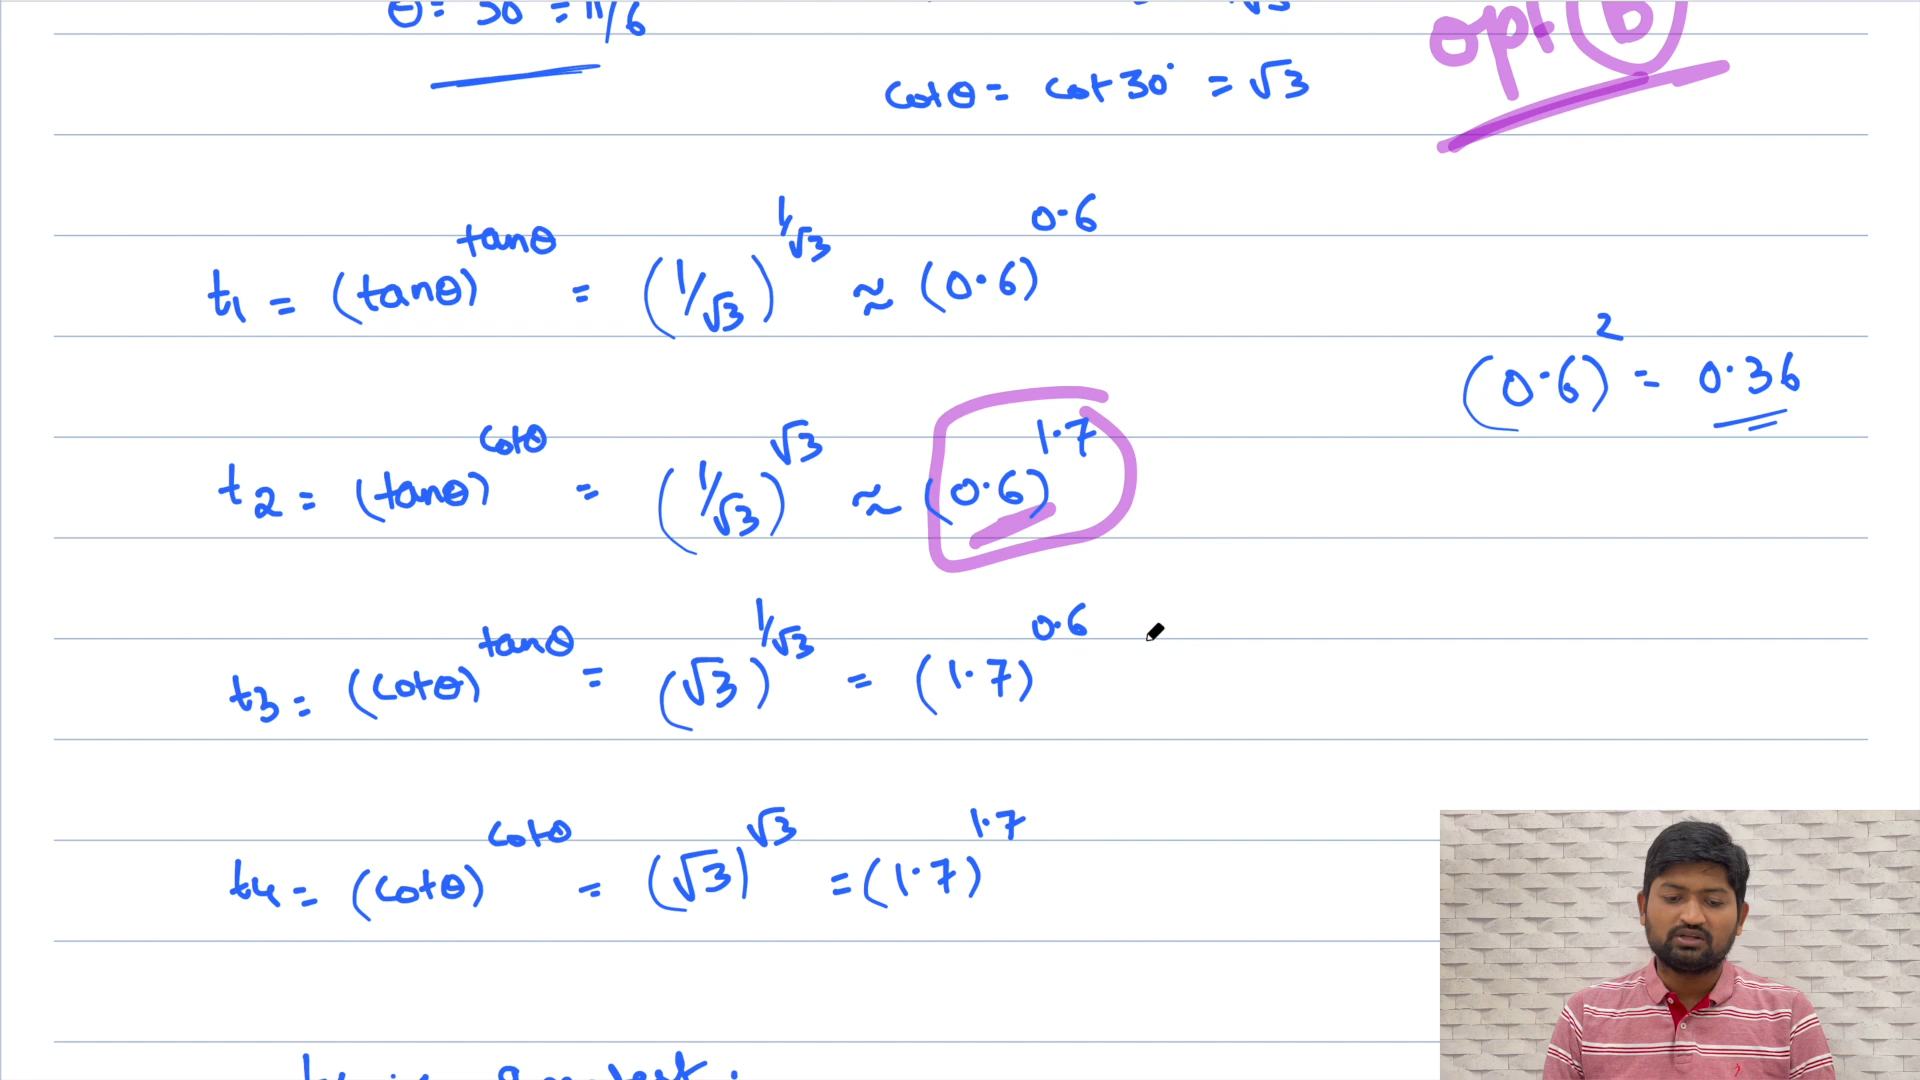 θ = 30° = π/6
= √3
opt (B)
cotθ = cot30° = √3
t1 = (tanθ)^tanθ = (1/√3)^1/√3 ≈ (0.6)^0.6
(0.6)^2 = 0.36
t2 = (tanθ)^cotθ = (1/√3)^√3 ≈ (0.6)^1.7
t3 = (cotθ)^tanθ = (√3)^1/√3 = (1.7)^0.6
t4 = (cotθ)^cotθ = (√3)^√3 = (1.7)^1.7